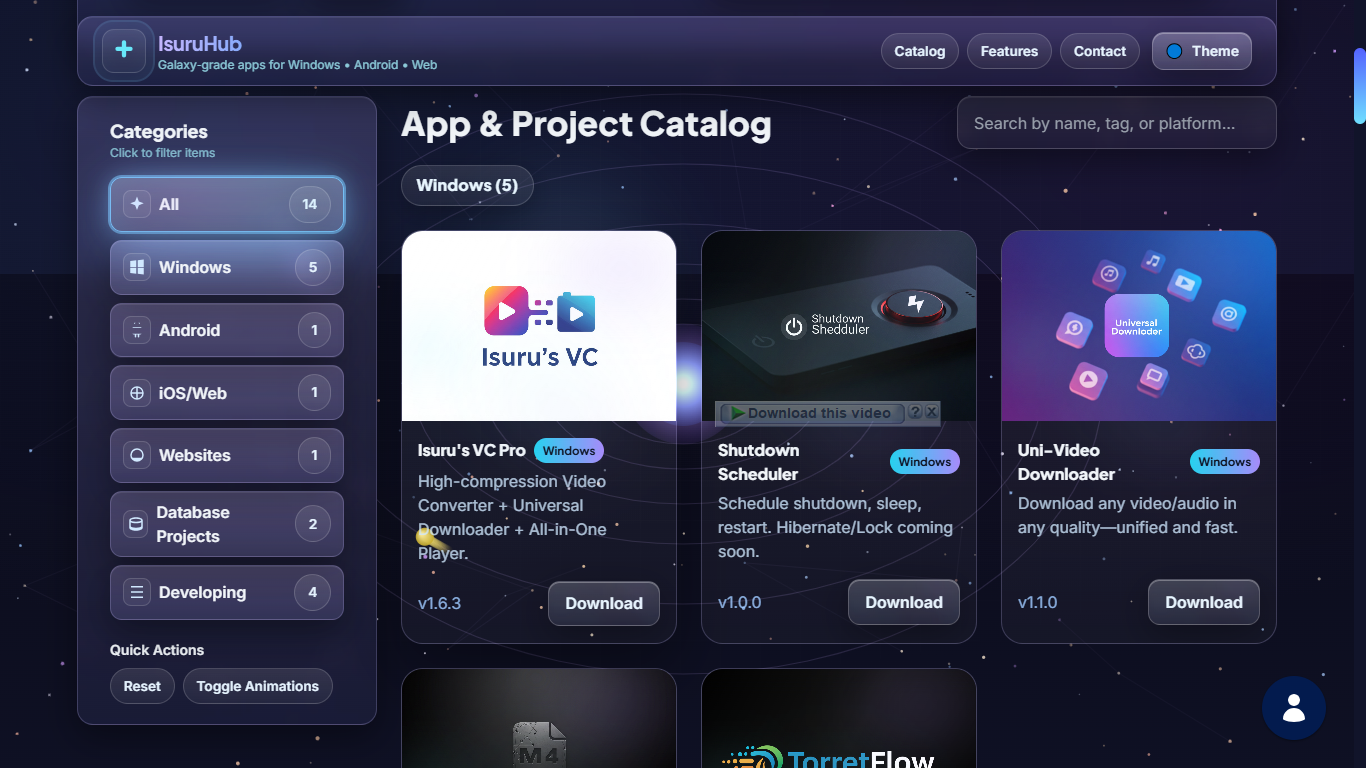 IsuruHub
Galaxy-grade apps for Windows • Android • Web
Catalog
Features
Contact
Theme
Categories
Click to filter items
All
14
Windows
5
Android
1
iOS/Web
1
Websites
1
Database
Projects
2
Developing
4
Quick Actions
Reset
Toggle Animations
App & Project Catalog
Search by name, tag, or platform...
Windows (5)
Isuru's VC
Isuru's VC Pro
Windows
High-compression Video
Converter + Universal
Downloader + All-in-One
Player.
v1.6.3
Download
Shutdown
Shedduler
Download this video
?
X
Shutdown
Scheduler
Windows
Schedule shutdown, sleep,
restart. Hibernate/Lock coming
soon.
v1.0.0
Download
Universal
Downloder
Uni-Video
Downloader
Windows
Download any video/audio in
any quality—unified and fast.
v1.1.0
Download
M4
TorretFlow